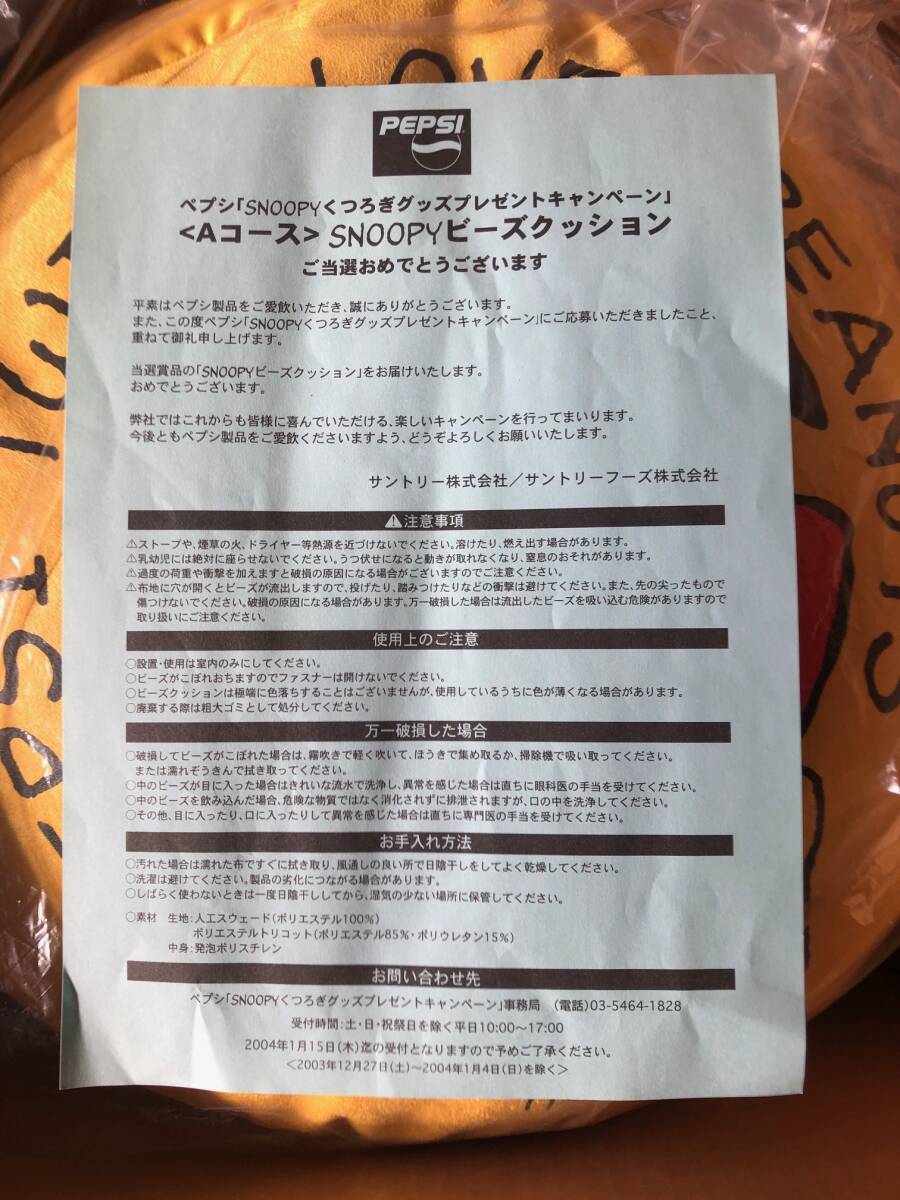 LOVE
PEANUTS
PEPSI
ペプシ「SNOOPYくつろぎグッズプレゼントキャンペーン」
<Aコース> SNOOPYビーズクッション
ご当選おめでとうございます
平素はペプシ製品をご愛飲いただき、誠にありがとうございます。
また、この度ペプシ「SNOOPYくつろぎグッズプレゼントキャンペーン」にご応募いただきましたこと、
重ねて御礼申し上げます。
当選賞品の「SNOOPYビーズクッション」をお届けいたします。
おめでとうございます。
弊社ではこれからも皆様に喜んでいただける、楽しいキャンペーンを行ってまいります。
今後ともペプシ製品をご愛飲くださいますよう、どうぞよろしくお願いいたします。
サントリー株式会社／サントリーフーズ株式会社
⚠注意事項
⚠ストーブや、煙草の火、ドライヤー等熱源を近づけないでください。溶けたり、燃え出す場合があります。
⚠乳幼児には絶対に座らせないでください。うつ伏せになると動きが取れなくなり、窒息のおそれがあります。
⚠過度の荷重や衝撃を加えますと破損の原因になる場合がございますのでご注意ください。
⚠布地に穴が開くとビーズが流出しますので、投げたり、踏みつけたりなどの衝撃は避けてください。また、先の尖ったもので
傷つけないでください。破損の原因になる場合があります。万一破損した場合は流出したビーズを吸い込む危険がありますので
取り扱いにご注意ください。
使用上のご注意
○設置・使用は室内のみにしてください。
○ビーズがこぼれおちますのでファスナーは開けないでください。
○ビーズクッションは極端に色落ちすることはございませんが、使用しているうちに色が薄くなる場合があります。
○廃棄する際は粗大ゴミとして処分してください。
万一破損した場合
○破損してビーズがこぼれた場合は、霧吹きで軽く吹いて、ほうきで集め取るか、掃除機で吸い取ってください。
または濡れぞうきんで拭き取ってください。
○中のビーズが目に入った場合はきれいな流水で洗浄し、異常を感じた場合は直ちに眼科医の手当を受けてください。
○中のビーズを飲み込んだ場合、危険な物質ではなく消化されずに排泄されますが、口の中を洗浄してください。
○その他、目に入ったり、口に入ったりして異常を感じた場合は直ちに専門医の手当を受けてください。
お手入れ方法
○汚れた場合は濡れた布ですぐに拭き取り、風通しの良い所で日陰干しをしてよく乾燥してください。
○洗濯は避けてください。製品の劣化につながる場合があります。
○しばらく使わないときは一度日陰干ししてから、湿気の少ない場所に保管してください。
○素材 生地：人工スウェード（ポリエステル100%）
ポリエステルトリコット（ポリエステル85%・ポリウレタン15%）
中身：発泡ポリスチレン
お問い合わせ先
ペプシ「SNOOPYくつろぎグッズプレゼントキャンペーン」事務局 （電話）03-5464-1828
受付時間：土・日・祝祭日を除く平日10:00〜17:00
2004年1月15日（木）迄の受付となりますので予めご了承ください。
<2003年12月27日（土）〜2004年1月4日（日）を除く>